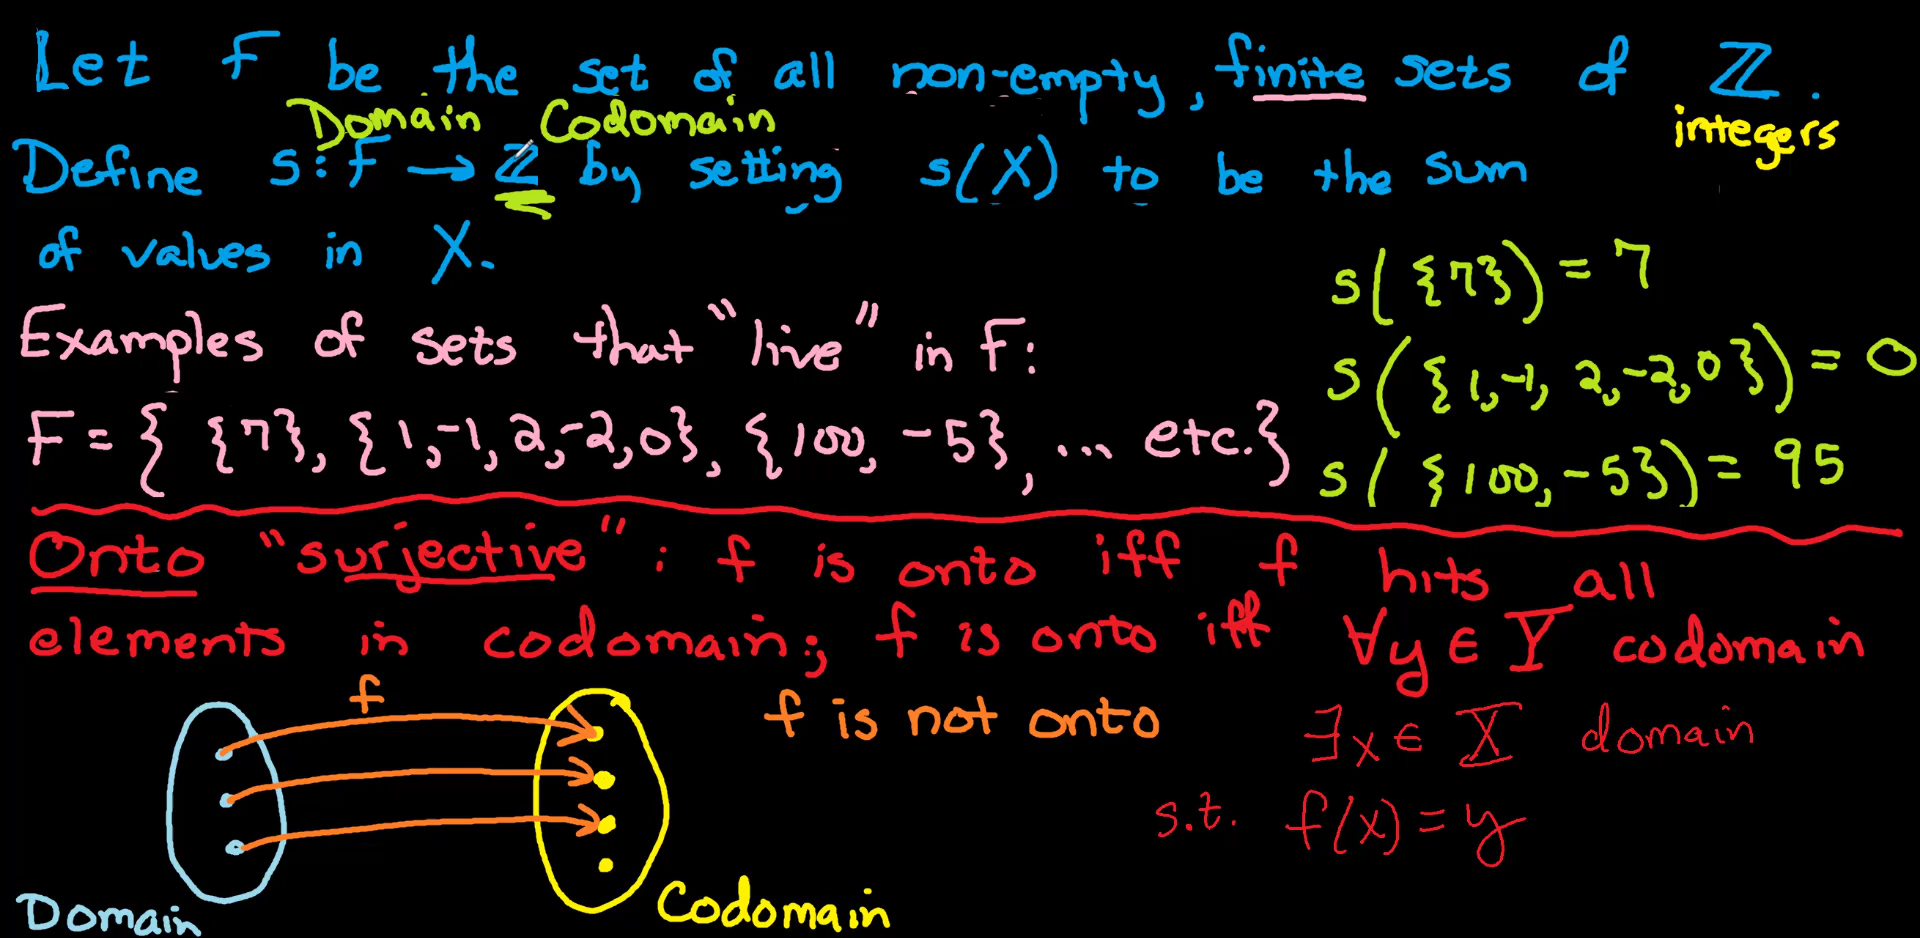 Let F be the set of all non-empty, finite sets of ℤ.
integers
Domain Codomain
Define s: F → ℤ by setting s(X) to be the sum
of values in X.
s({7}) = 7
s({1,-1, 2,-2,0}) = 0
s({100,-5}) = 95
Examples of sets that "live" in F:
F = { {7}, {1,-1,2,-2,0}, {100, -5}, ... etc.}
Onto "surjective": f is onto iff f hits all
elements in codomain; f is onto iff ∀y ∈ Y codomain
∃x ∈ X domain
s.t. f(x) = y
f
f is not onto
Domain
Codomain